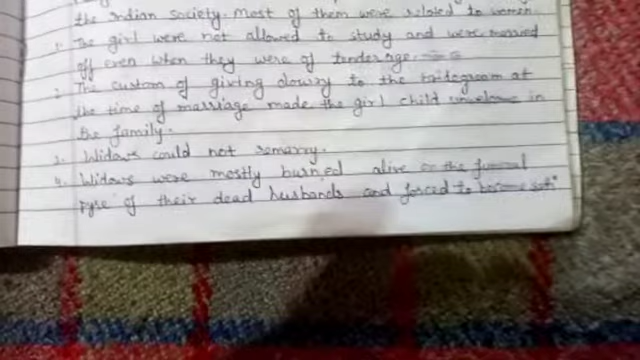 the Indian society. Most of them were related to women
1. The girl were not allowed to study and were married
off even when they were of tender age.
2. The custom of giving dowry to the bridegroom at
the time of marriage made the girl child unwelcome in
the family.
3. Widows could not remarry.
4. Widows were mostly burned alive on the funeral
pyre of their dead husbands and forced to become sati"